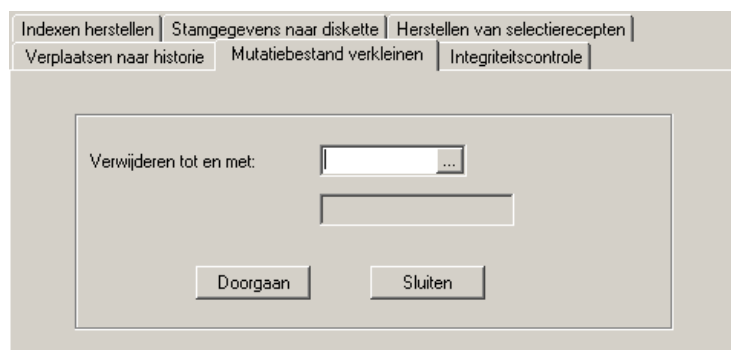 Indexen herstellen Stamgegevens naar diskette Herstellen van selectierecepten
Verplaatsen naar historie Mutatiebestand verkleinen Integriteitscontrole
Verwijderen tot en met: ...
Doorgaan Sluiten